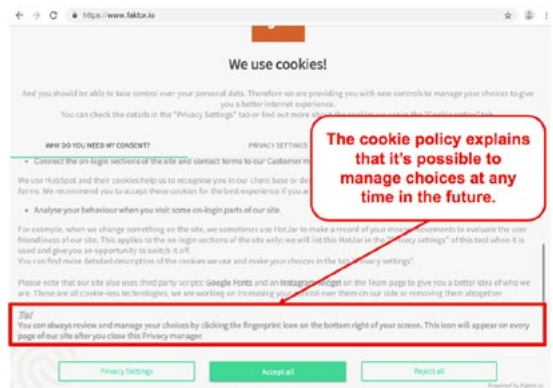 https://www.faktor.io
We use cookies!
And you should be able to take control over your personal data. Therefore we are providing you with new controls to manage your choices to give
you a better internet experience.
You can check the details in the "Privacy Settings" tab or find out more about the cookies we use in the "Cookie notice" tab.
WHY DO YOU NEED MY CONSENT?
PRIVACY SETTINGS
The cookie policy explains
that it's possible to
manage choices at any
time in the future.
• Connect the on-login sections of the site and contact forms to our Customer
We use HubSpot and their cookies help us to recognise you in our client base or
forms. We recommend you to accept these cookies for the best experience if you
• Analyse your behaviour when you visit some on-login parts of our site.
For example, when we change something on the site, we sometimes use HotJar to make a record of your mouse movements to evaluate the user
friendliness of our site. This applies to the on-login sections of the site only; we will list this HotJar in the "Privacy settings" of this tool when it is
used and give you an opportunity to switch it off.
You can find more detailed description of the cookies we use and make your choices in the tab "Privacy settings".
Please note that our site also uses third party scripts: Google Fonts and an Instagram widget on the Team page to give you a better idea of who we
are. Those are all cookie-less technologies, we are working on increasing your control over them on our side or removing them altogether.
Tip!
You can always review and manage your choices by clicking the fingerprint icon on the bottom right of your screen. This icon will appear on every
page of our site after you close this Privacy manager.
Privacy Settings
Accept all
Reject all
Powered by Faktor.io